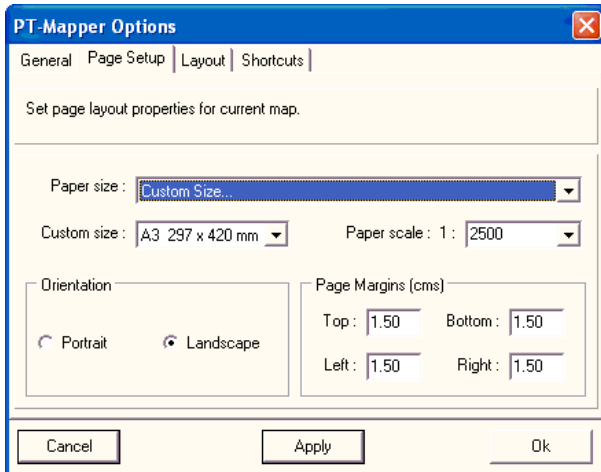 PT-Mapper Options
General Page Setup Layout Shortcuts
Set page layout properties for current map.
Paper size : Custom Size...
Custom size : A3 297 x 420 mm Paper scale : 1 : 2500
Orientation Page Margins (cms)
Top : 1.50 Bottom : 1.50
Portrait Landscape
Left : 1.50 Right : 1.50
Cancel Apply Ok